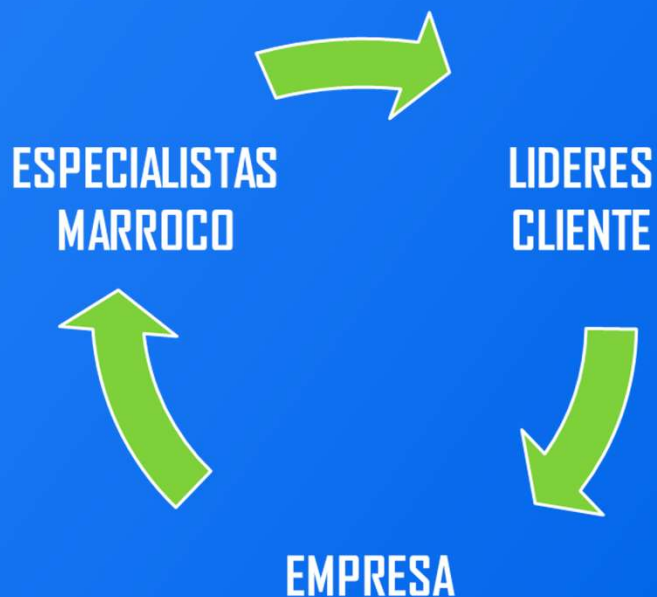 ESPECIALISTAS
MARROCO
LIDERES
CLIENTE
EMPRESA